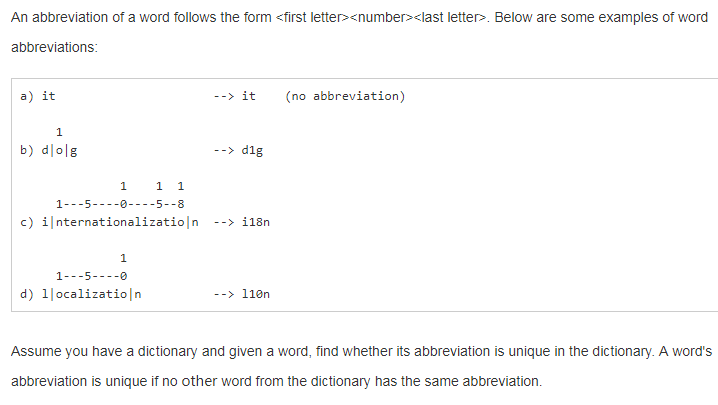 An abbreviation of a word follows the form <first letter><number><last letter>. Below are some examples of word
abbreviations:
a) it                      --> it    (no abbreviation)
     1
b) d|o|g                   --> d1g
              1    1  1
     1---5----0----5--8
c) i|nternationalizatio|n  --> i18n
              1
     1---5----0
d) l|ocalizatio|n          --> l10n
Assume you have a dictionary and given a word, find whether its abbreviation is unique in the dictionary. A word's
abbreviation is unique if no other word from the dictionary has the same abbreviation.